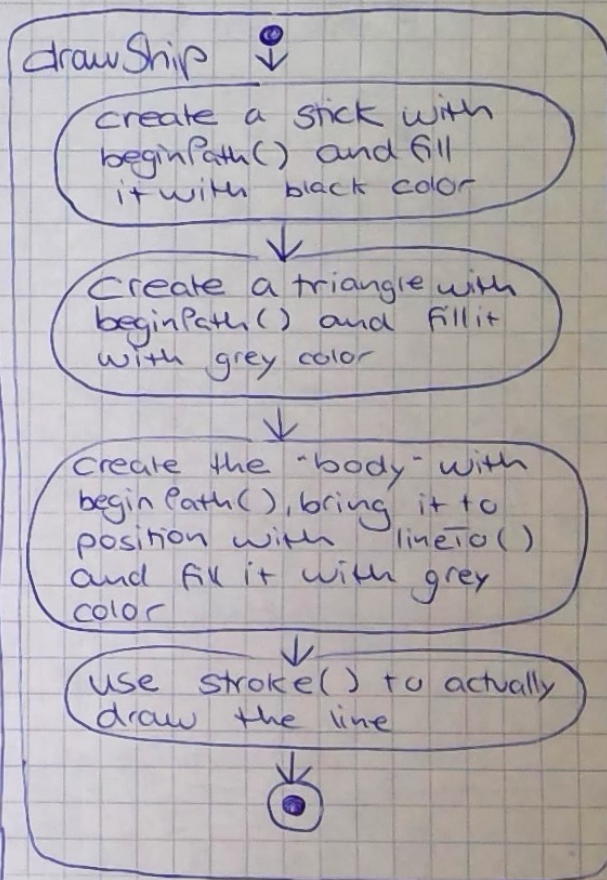 drawShip
create a stick with
beginPath() and fill
it with black color
Create a triangle with
beginPath() and fill it
with grey color
create the "body" with
beginPath(), bring it to
position with lineTo()
and fill it with grey
color
use stroke() to actually
draw the line